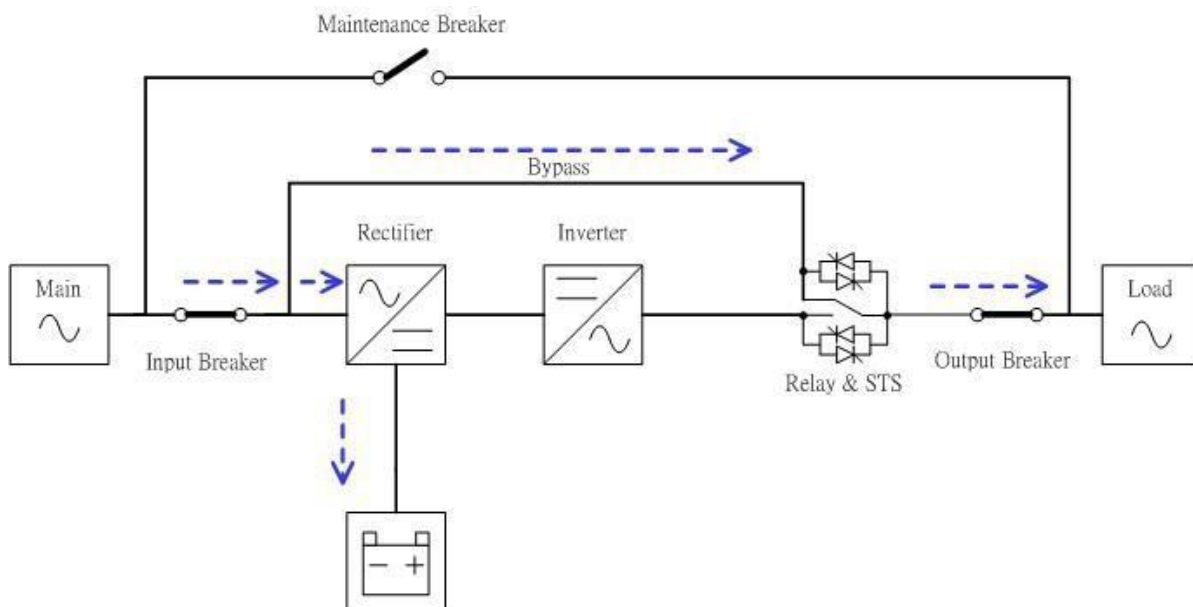 Maintenance Breaker
Bypass
Rectifier
Inverter
Main
Load
Input Breaker
Output Breaker
Relay & STS